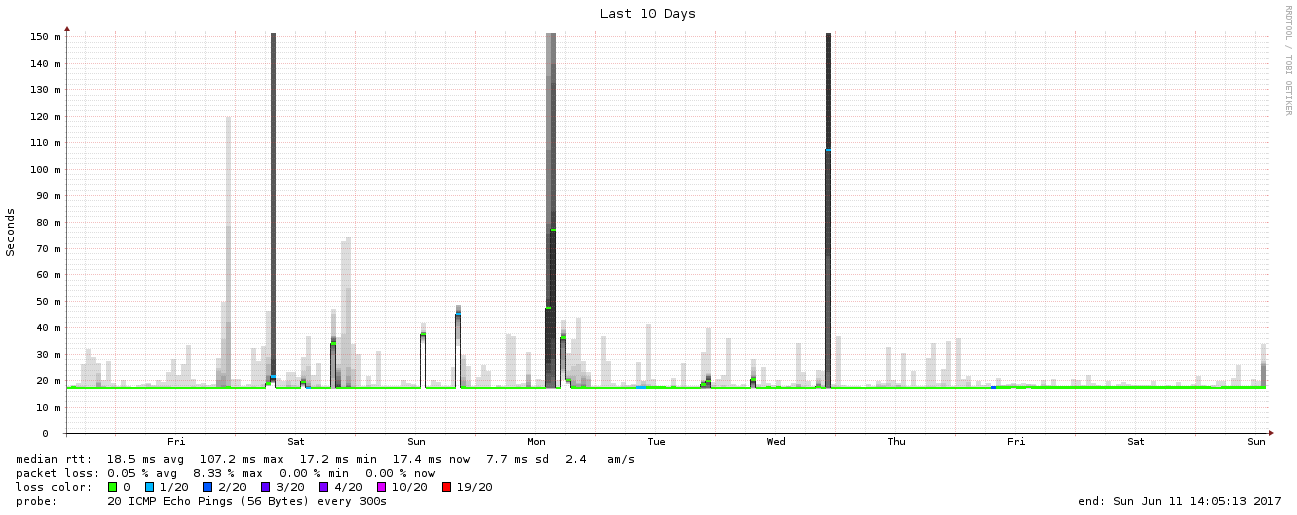 Last 10 Days
RRDTOOL / TOBI OETIKER
Seconds
150 m
140 m
130 m
120 m
110 m
100 m
90 m
80 m
70 m
60 m
50 m
40 m
30 m
20 m
10 m
0
Fri Sat Sun Mon Tue Wed Thu Fri Sat Sun
median rtt: 18.5 ms avg 107.2 ms max 17.2 ms min 17.4 ms now 7.7 ms sd 2.4 am/s
packet loss: 0.05 % avg 8.33 % max 0.00 % min 0.00 % now
loss color: 0 1/20 2/20 3/20 4/20 10/20 19/20
probe: 20 ICMP Echo Pings (56 Bytes) every 300s end: Sun Jun 11 14:05:13 2017